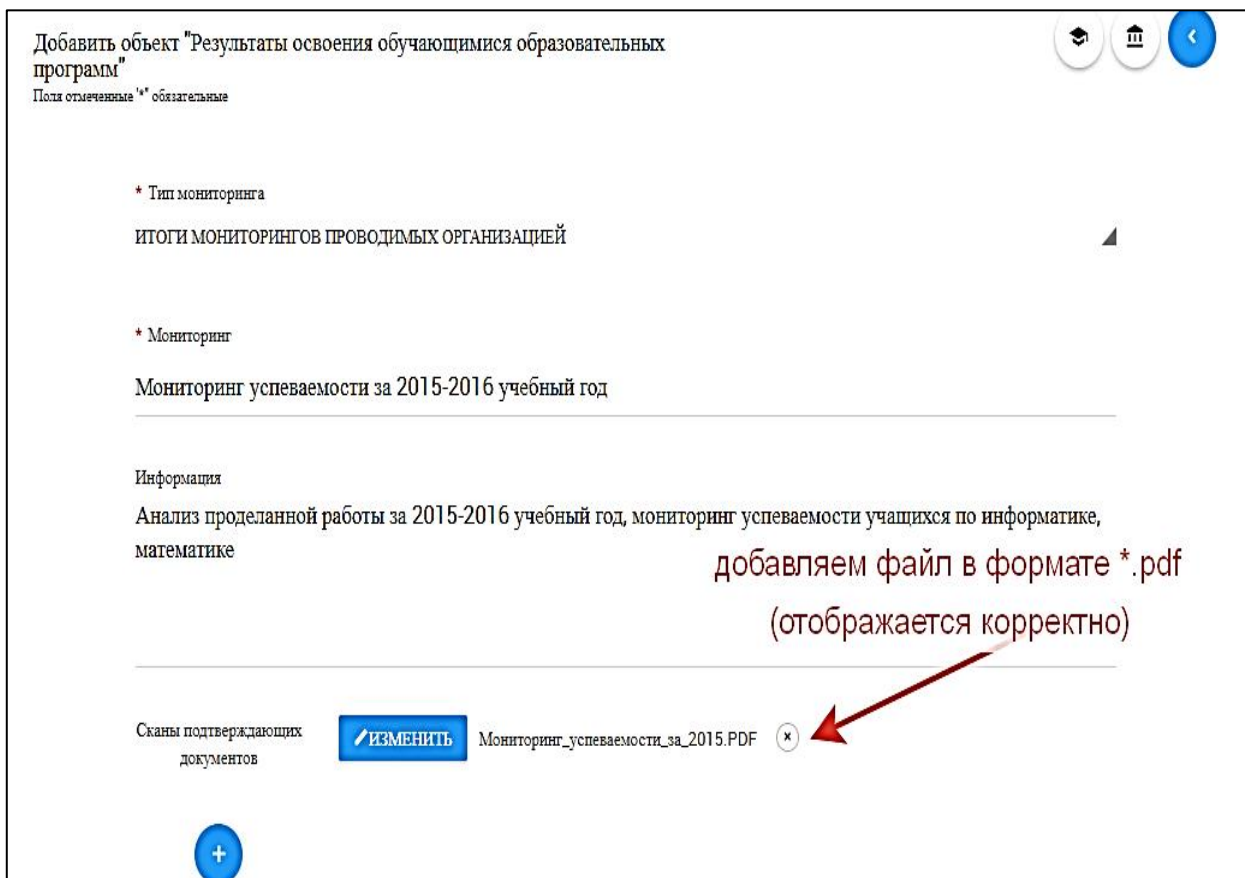 Добавить объект "Результаты освоения обучающимися образовательных
программ"
Поля отмеченные "*" обязательные
* Тип мониторинга
ИТОГИ МОНИТОРИНГОВ ПРОВОДИМЫХ ОРГАНИЗАЦИЕЙ
* Мониторинг
Мониторинг успеваемости за 2015-2016 учебный год
Информация
Анализ проделанной работы за 2015-2016 учебный год, мониторинг успеваемости учащихся по информатике,
математике
добавляем файл в формате *.pdf
(отображается корректно)
Сканы подтверждающих
документов
ИЗМЕНИТЬ
Мониторинг_успеваемости_за_2015.PDF